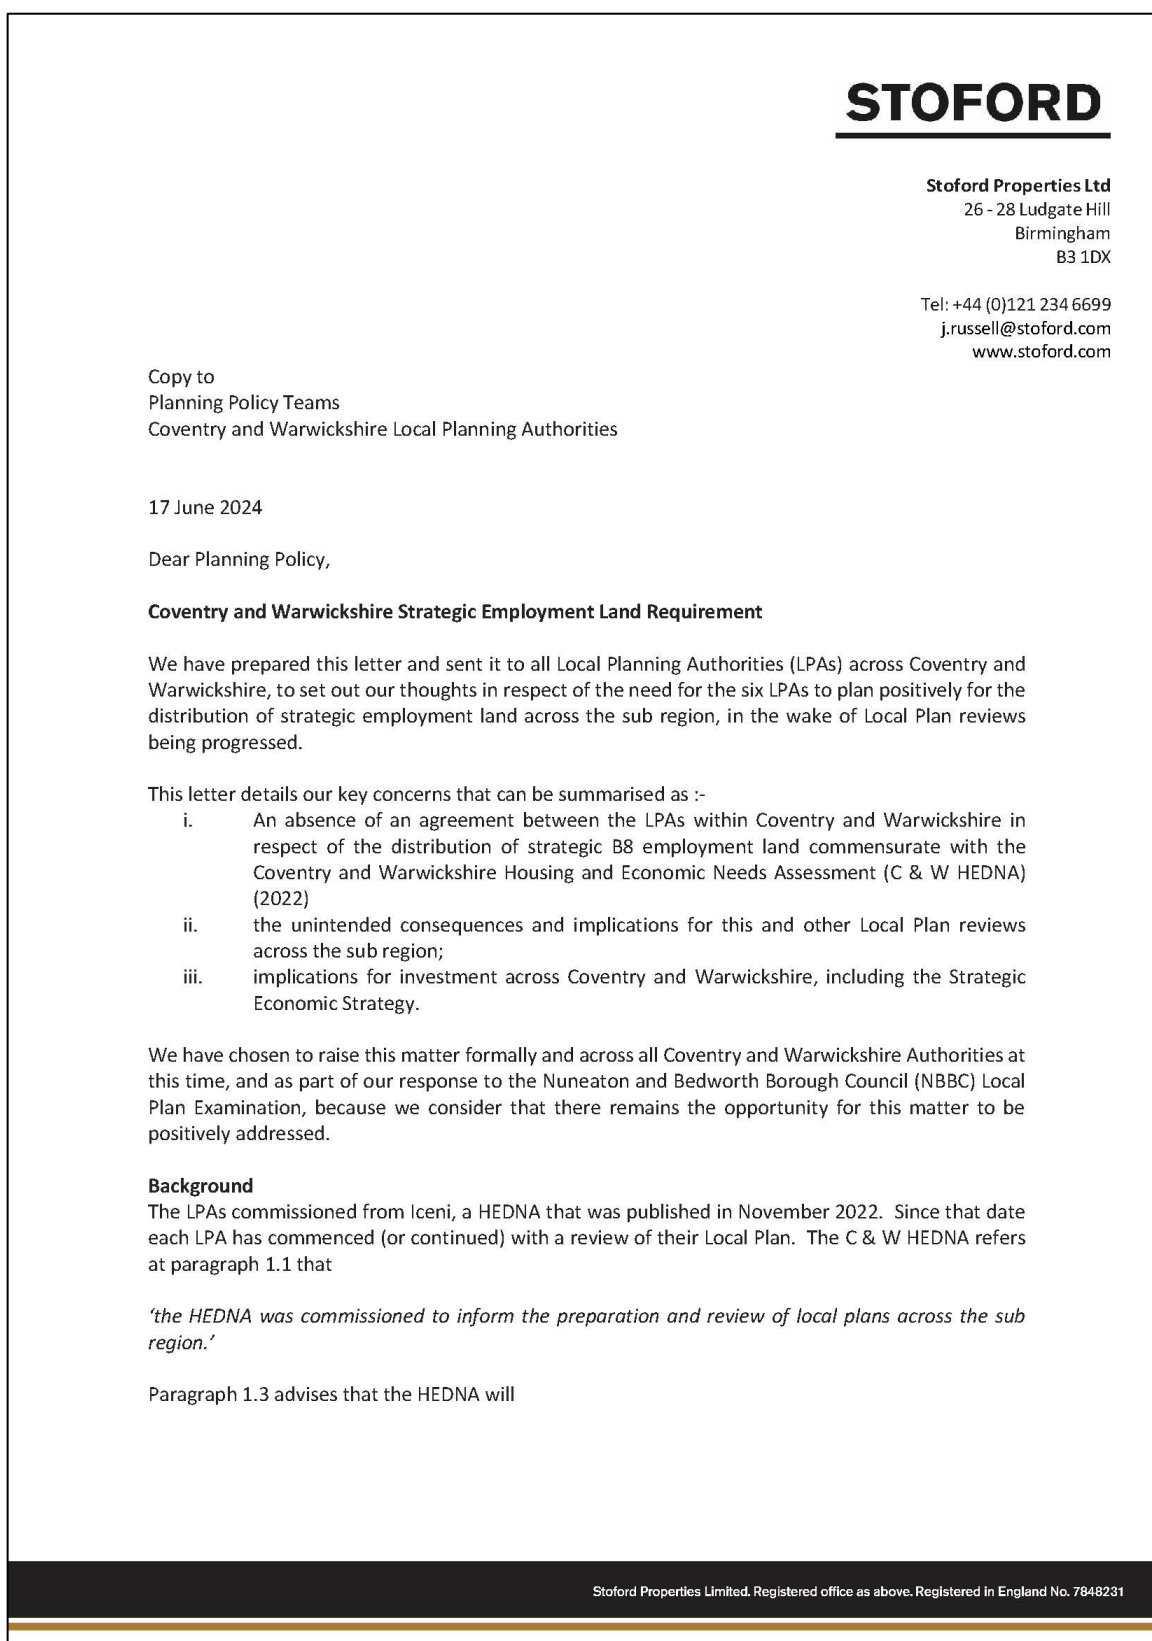 STOFORD
Stoford Properties Ltd
26 - 28 Ludgate Hill
Birmingham
B3 1DX
Tel: +44 (0)121 234 6699
j.russell@stoford.com
www.stoford.com
Copy to
Planning Policy Teams
Coventry and Warwickshire Local Planning Authorities
17 June 2024
Dear Planning Policy,
Coventry and Warwickshire Strategic Employment Land Requirement
We have prepared this letter and sent it to all Local Planning Authorities (LPAs) across Coventry and
Warwickshire, to set out our thoughts in respect of the need for the six LPAs to plan positively for the
distribution of strategic employment land across the sub region, in the wake of Local Plan reviews
being progressed.
This letter details our key concerns that can be summarised as :-
i. An absence of an agreement between the LPAs within Coventry and Warwickshire in
respect of the distribution of strategic B8 employment land commensurate with the
Coventry and Warwickshire Housing and Economic Needs Assessment (C & W HEDNA)
(2022)
ii. the unintended consequences and implications for this and other Local Plan reviews
across the sub region;
iii. implications for investment across Coventry and Warwickshire, including the Strategic
Economic Strategy.
We have chosen to raise this matter formally and across all Coventry and Warwickshire Authorities at
this time, and as part of our response to the Nuneaton and Bedworth Borough Council (NBBC) Local
Plan Examination, because we consider that there remains the opportunity for this matter to be
positively addressed.
Background
The LPAs commissioned from Iceni, a HEDNA that was published in November 2022. Since that date
each LPA has commenced (or continued) with a review of their Local Plan. The C & W HEDNA refers
at paragraph 1.1 that
‘the HEDNA was commissioned to inform the preparation and review of local plans across the sub
region.’
Paragraph 1.3 advises that the HEDNA will
Stoford Properties Limited. Registered office as above. Registered in England No. 7848231